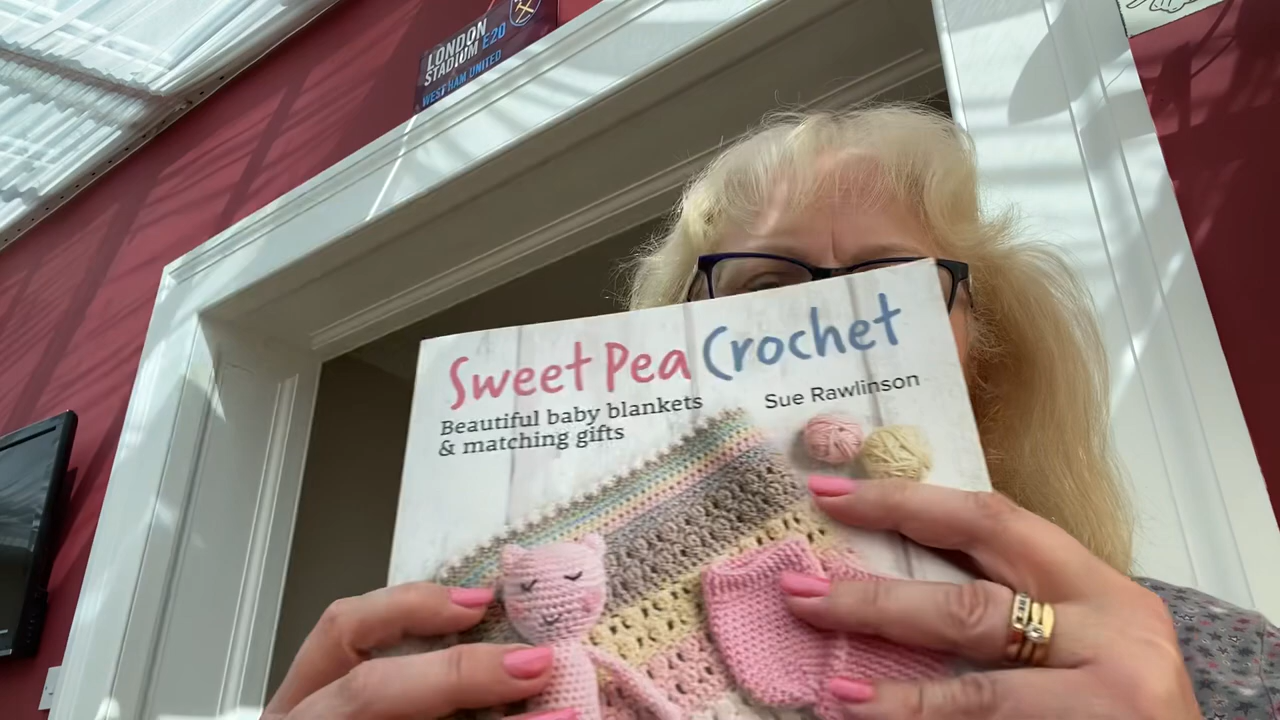 LONDON
STADIUM E20
WEST HAM UNITED
Sweet Pea Crochet
Sue Rawlinson
Beautiful baby blankets
& matching gifts